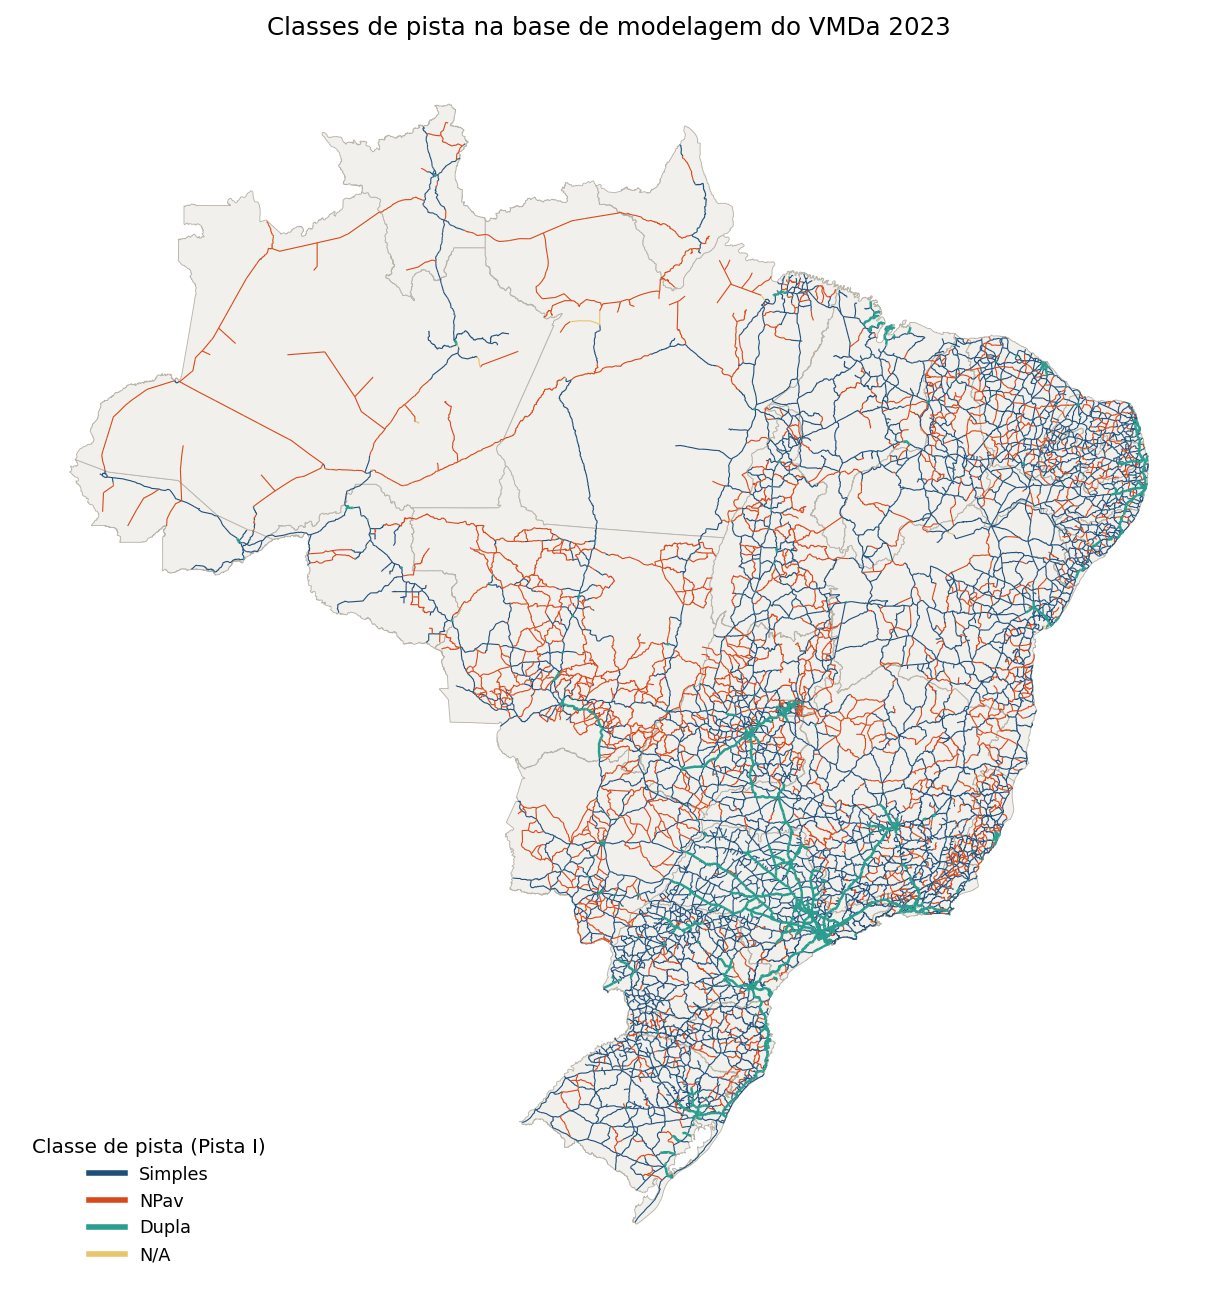 Classes de pista na base de modelagem do VMDa 2023
Classe de pista (Pista I)
Simples
NPav
Dupla
N/A